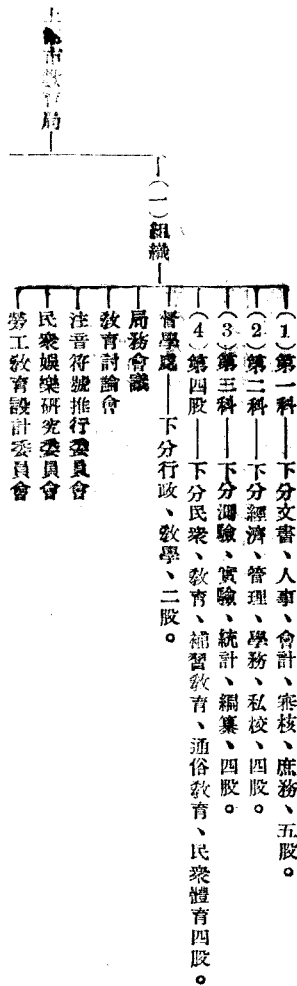 上海市教育局
（一）組織
（1）第一科——下分文書、人事、會計、稽核、庶務、五股。
（2）第二科——下分經濟、管理、學務、私校、四股。
（3）第三科——下分測驗、實驗、統計、編纂、四股。
（4）第四股——下分民衆、教育、補習教育、通俗教育、民衆體育四股。
督學處——下分行政、教學、二股。
局務會議
教育討論會
注音符號推行委員會
民衆娛樂研究委員會
勞工教育設計委員會